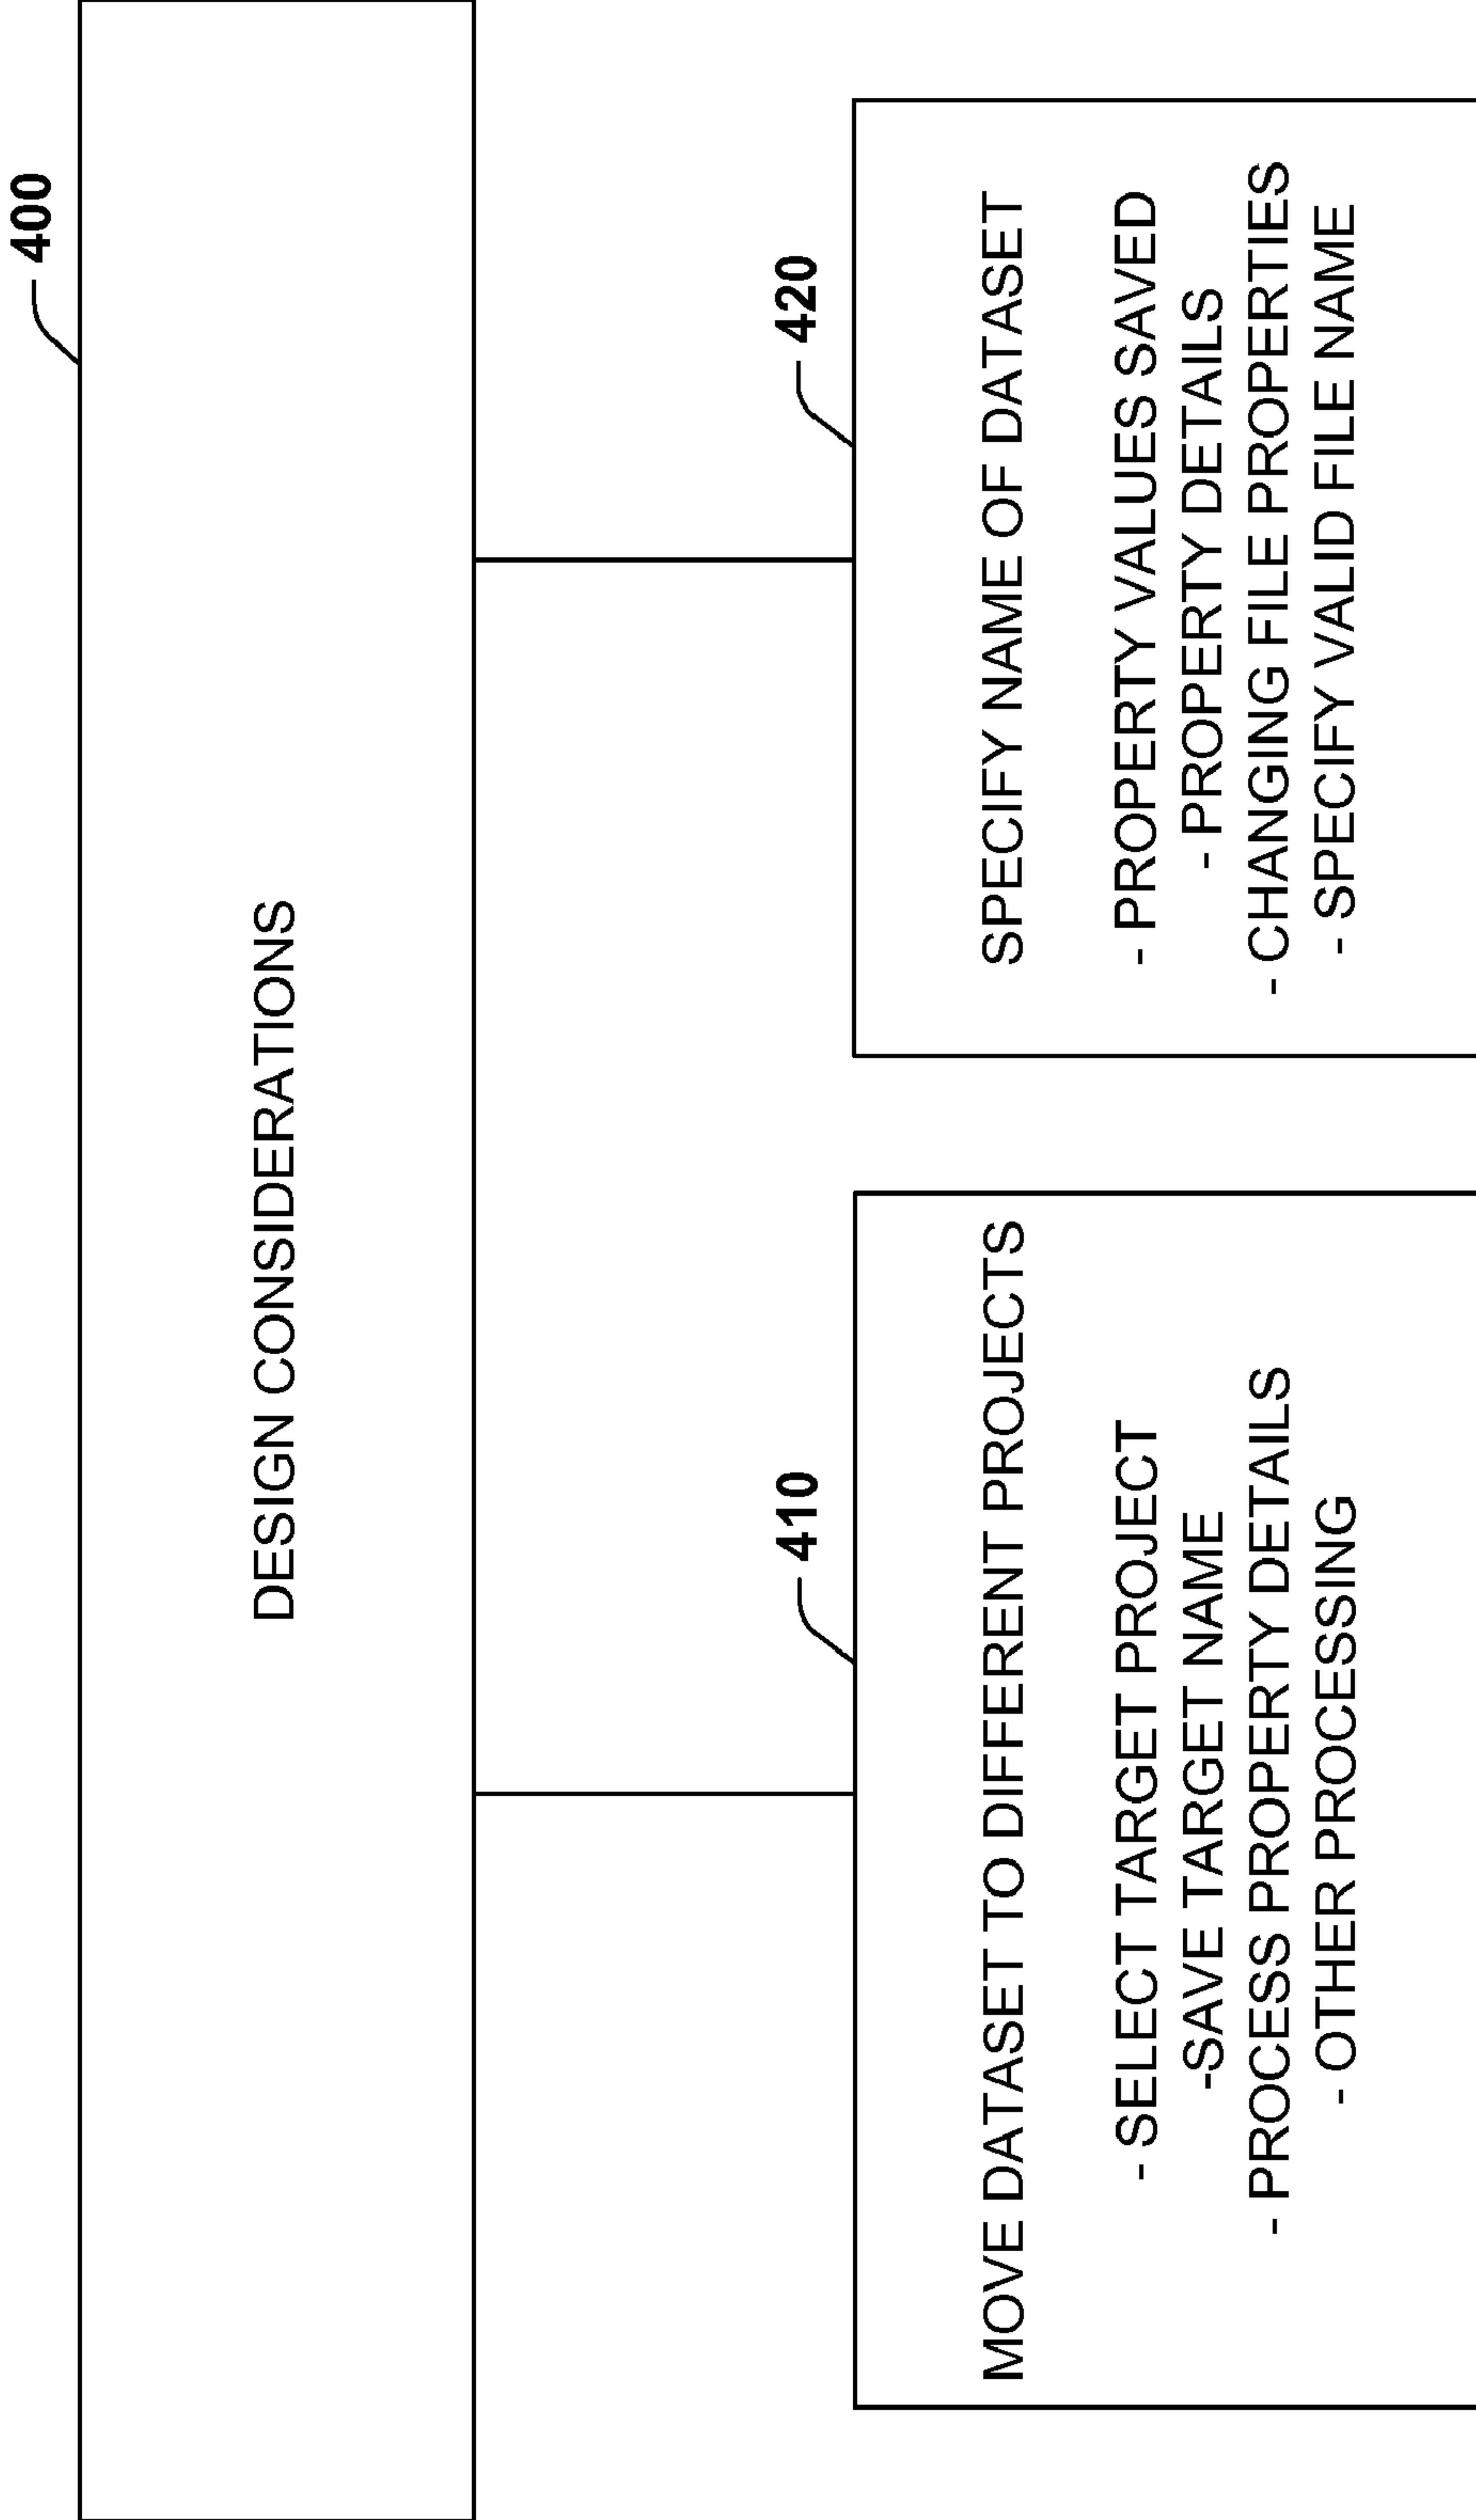 400
DESIGN CONSIDERATIONS
410
MOVE DATASET TO DIFFERENT PROJECTS
- SELECT TARGET PROJECT
-SAVE TARGET NAME
- PROCESS PROPERTY DETAILS
- OTHER PROCESSING
420
SPECIFY NAME OF DATASET
- PROPERTY VALUES SAVED
- PROPERTY DETAILS
- CHANGING FILE PROPERTIES
- SPECIFY VALID FILE NAME